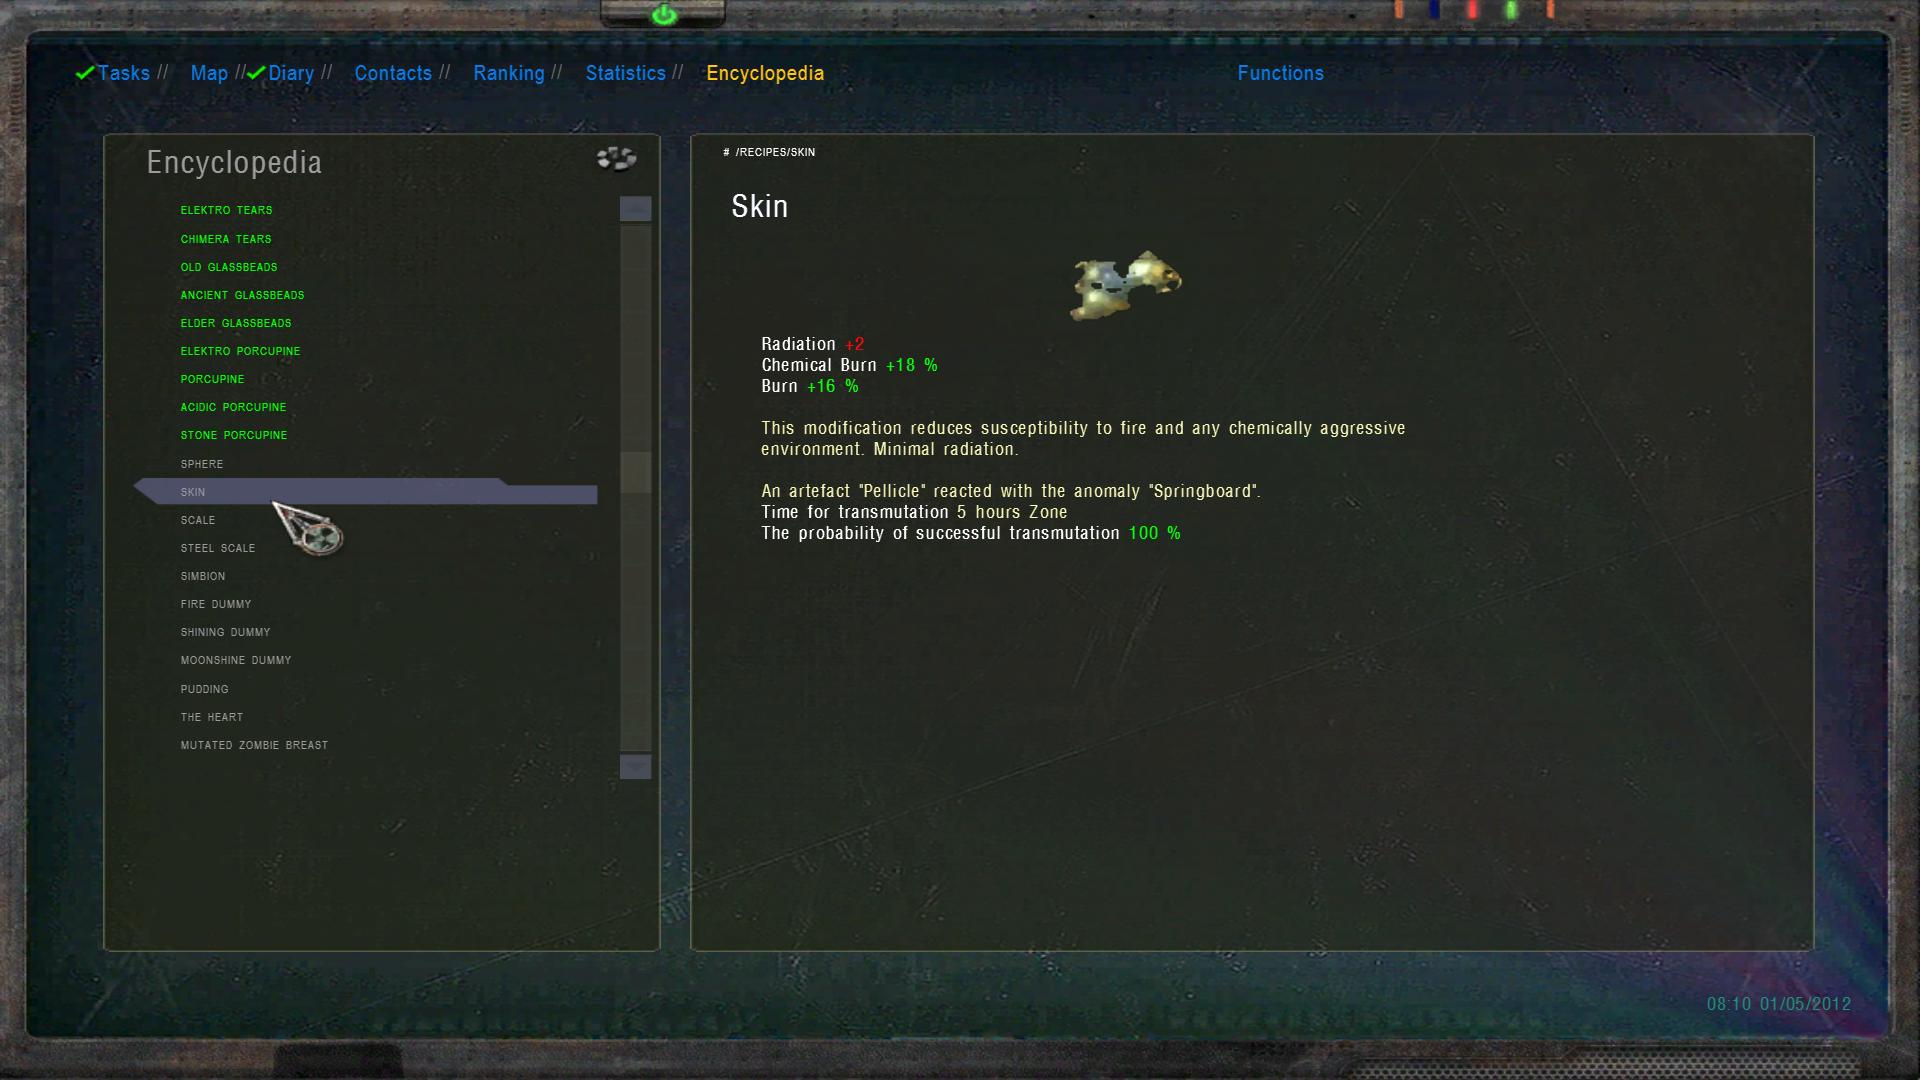 Tasks // Map // Diary // Contacts // Ranking // Statistics // Encyclopedia
Functions
Encyclopedia
ELEKTRO TEARS
CHIMERA TEARS
OLD GLASSBEADS
ANCIENT GLASSBEADS
ELDER GLASSBEADS
ELEKTRO PORCUPINE
PORCUPINE
ACIDIC PORCUPINE
STONE PORCUPINE
SPHERE
SKIN
SCALE
STEEL SCALE
SIMBION
FIRE DUMMY
SHINING DUMMY
MOONSHINE DUMMY
PUDDING
THE HEART
MUTATED ZOMBIE BREAST
# /RECIPES/SKIN
Skin
Radiation +2
Chemical Burn +18 %
Burn +16 %
This modification reduces susceptibility to fire and any chemically aggressive
environment. Minimal radiation.
An artefact "Pellicle" reacted with the anomaly "Springboard".
Time for transmutation 5 hours Zone
The probability of successful transmutation 100 %
08:10 01/05/2012